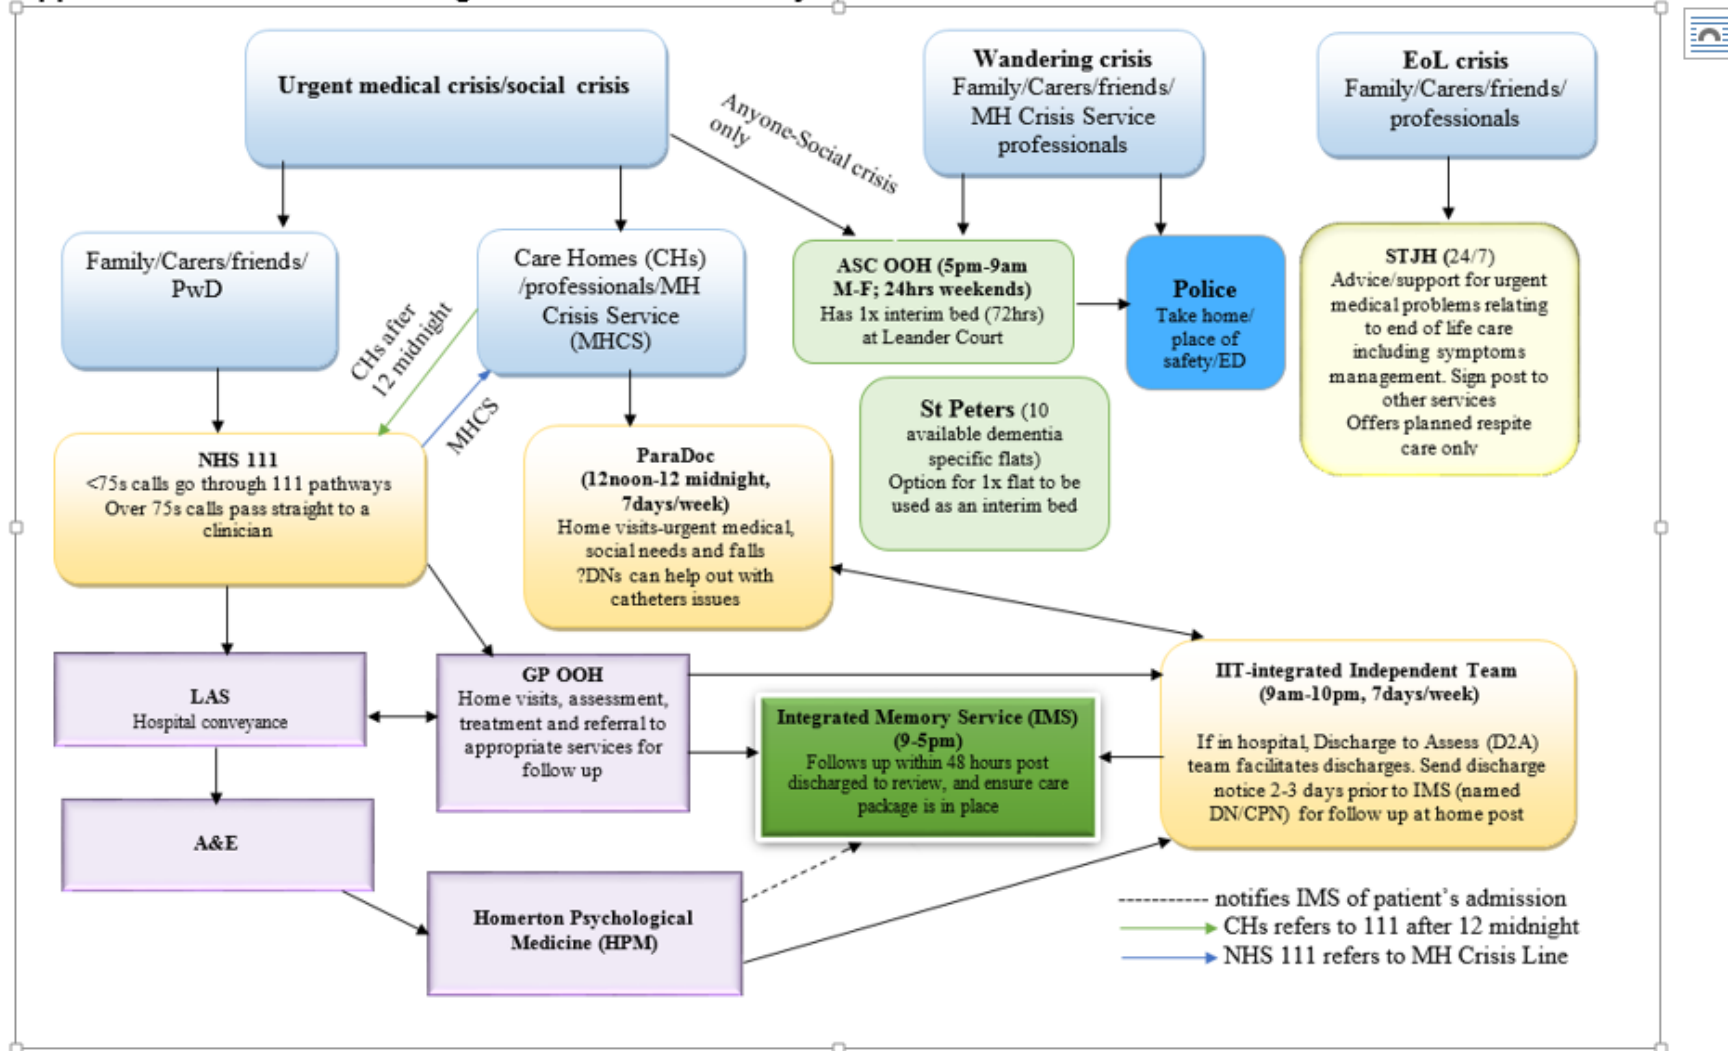 Urgent medical crisis/social crisis
Wandering crisis
Family/Carers/friends/
MH Crisis Service
professionals
EoL crisis
Family/Carers/friends/
professionals
Anyone-Social crisis
only
Family/Carers/friends/
PwD
Care Homes (CHs)
/professionals/MH
Crisis Service
(MHCS)
ASC OOH (5pm-9am
M-F; 24hrs weekends)
Has 1x interim bed (72hrs)
at Leander Court
Police
Take home/
place of
safety/ED
STJH (24/7)
Advice/support for urgent
medical problems relating
to end of life care
including symptoms
management. Sign post to
other services
Offers planned respite
care only
CHs after
12 midnight
MHCS
St Peters (10
available dementia
specific flats)
Option for 1x flat to be
used as an interim bed
NHS 111
<75s calls go through 111 pathways
Over 75s calls pass straight to a
clinician
ParaDoc
(12noon-12 midnight,
7days/week)
Home visits-urgent medical,
social needs and falls
?DNs can help out with
catheters issues
LAS
Hospital conveyance
GP OOH
Home visits, assessment,
treatment and referral to
appropriate services for
follow up
Integrated Memory Service (IMS)
(9-5pm)
Follows up within 48 hours post
discharged to review, and ensure care
package is in place
IIT-integrated Independent Team
(9am-10pm, 7days/week)
If in hospital, Discharge to Assess (D2A)
team facilitates discharges. Send discharge
notice 2-3 days prior to IMS (named
DN/CPN) for follow up at home post
A&E
Homerton Psychological
Medicine (HPM)
notifies IMS of patient's admission
CHs refers to 111 after 12 midnight
NHS 111 refers to MH Crisis Line